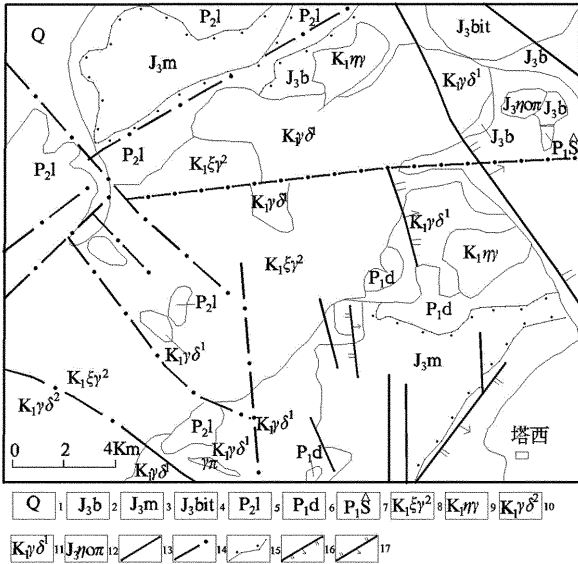 Q P₂l P₂l J₃bit
J₃m J₃b K₁ηγ J₃b
K₁γδ¹ J₃ηοπ J₃b
P₂l P₂l K₁γδ¹ J₃b
K₁ξγ² P₁Ŝ
K₁γδ¹ K₁γδ¹
K₁ξγ² K₁ηγ
P₁d
P₂l P₁d
K₁γδ¹ J₃m
K₁ξγ²
K₁γδ² P₂l K₁γδ¹ 塔西
0 2 4Km K₁γδ¹ P₁d
K₁γδ¹ γπ
Q 1 J₃b 2 J₃m 3 J₃bit 4 P₂l 5 P₁d 6 P₁Ŝ 7 K₁ξγ² 8 K₁ηγ 9 K₁γδ² 10
K₁γδ¹ 11 J₃ηοπ 12 13 14 15 16 17